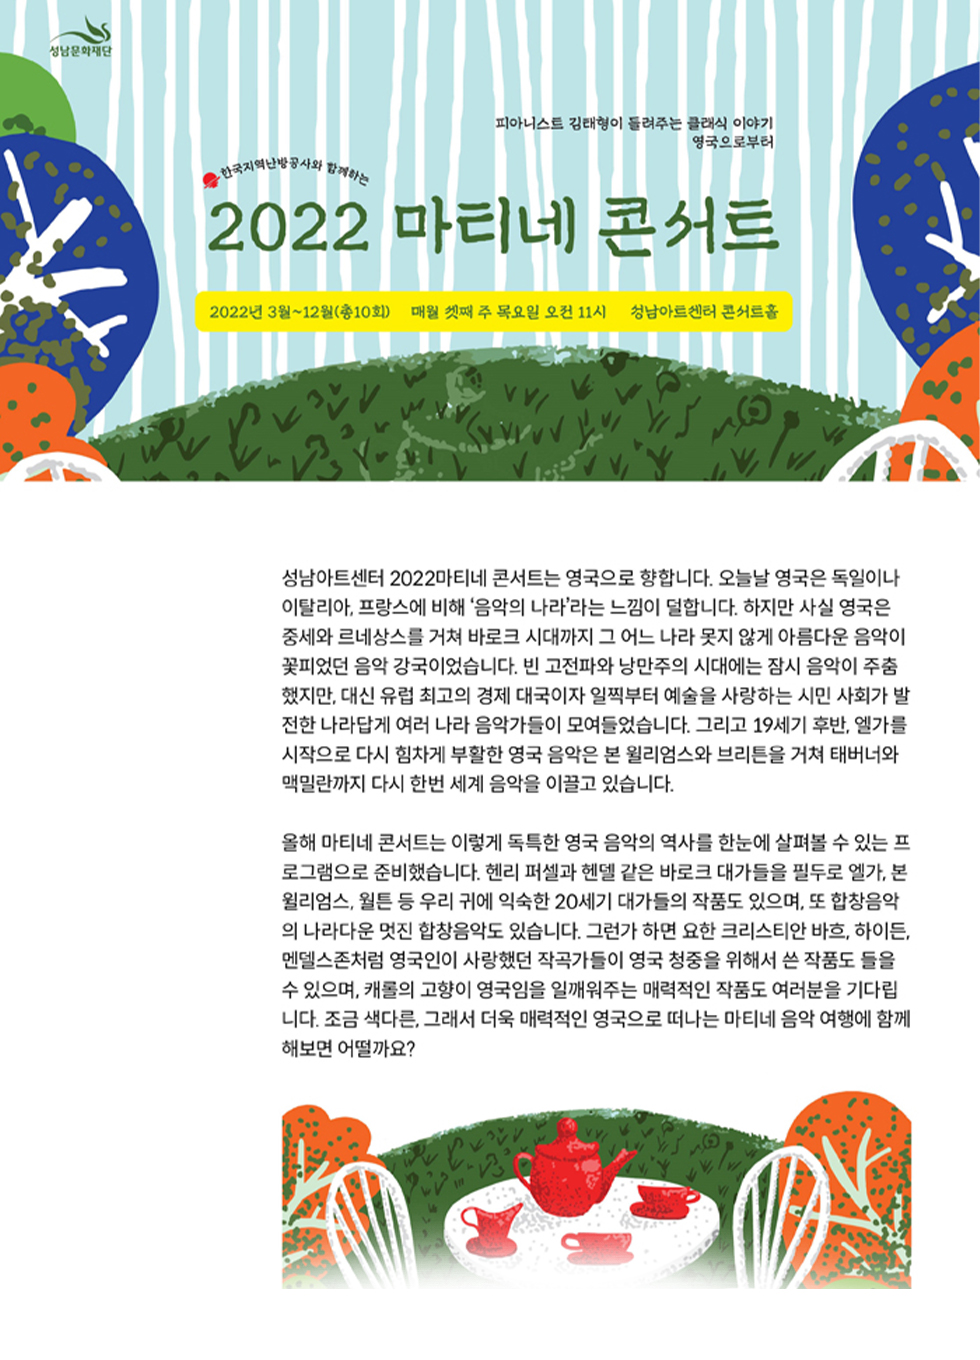 성남문화재단
피아니스트 김태형이 들려주는 클래식 이야기
영국으로부터
한국지역난방공사와 함께하는
2022 마티네 콘서트
2022년 3월~12월(총10회) 매월 셋째 주 목요일 오전 11시 성남아트센터 콘서트홀
성남아트센터 2022마티네 콘서트는 영국으로 향합니다. 오늘날 영국은 독일이나
이탈리아, 프랑스에 비해 ‘음악의 나라’라는 느낌이 덜합니다. 하지만 사실 영국은
중세와 르네상스를 거쳐 바로크 시대까지 그 어느 나라 못지 않게 아름다운 음악이
꽃피었던 음악 강국이었습니다. 빈 고전파와 낭만주의 시대에는 잠시 음악이 주춤
했지만, 대신 유럽 최고의 경제 대국이자 일찍부터 예술을 사랑하는 시민 사회가 발
전한 나라답게 여러 나라 음악가들이 모여들었습니다. 그리고 19세기 후반, 엘가를
시작으로 다시 힘차게 부활한 영국 음악은 본 윌리엄스와 브리튼을 거쳐 태버너와
맥밀란까지 다시 한번 세계 음악을 이끌고 있습니다.
올해 마티네 콘서트는 이렇게 독특한 영국 음악의 역사를 한눈에 살펴볼 수 있는 프
로그램으로 준비했습니다. 헨리 퍼셀과 헨델 같은 바로크 대가들을 필두로 엘가, 본
윌리엄스, 월튼 등 우리 귀에 익숙한 20세기 대가들의 작품도 있으며, 또 합창음악
의 나라다운 멋진 합창음악도 있습니다. 그런가 하면 요한 크리스티안 바흐, 하이든,
멘델스존처럼 영국인이 사랑했던 작곡가들이 영국 청중을 위해서 쓴 작품도 들을
수 있으며, 캐롤의 고향이 영국임을 일깨워주는 매력적인 작품도 여러분을 기다립
니다. 조금 색다른, 그래서 더욱 매력적인 영국으로 떠나는 마티네 음악 여행에 함께
해보면 어떨까요?